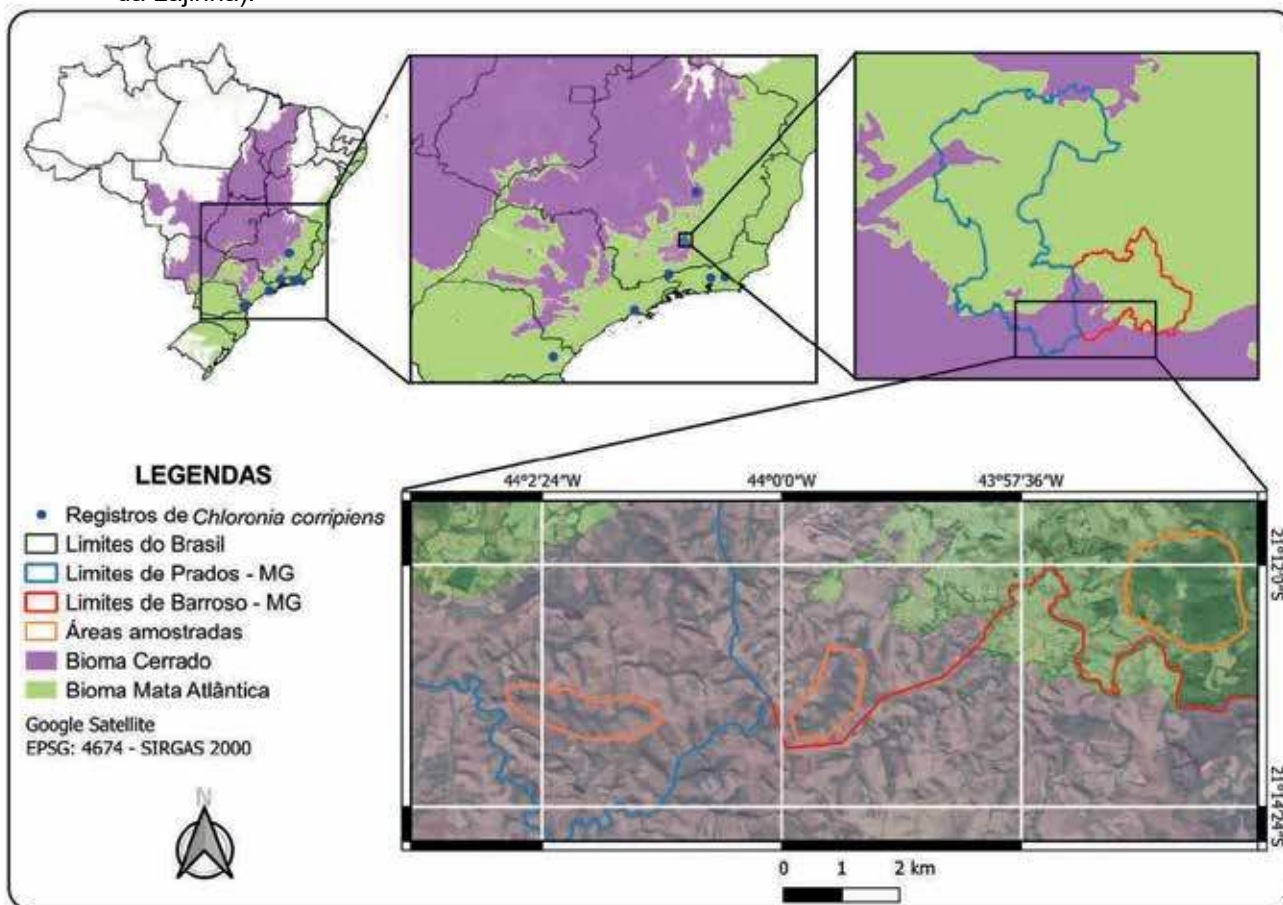 da Lajinha).
LEGENDAS
Registros de Chloronia corripiens
Limites do Brasil
Limites de Prados - MG
Limites de Barroso - MG
Áreas amostradas
Bioma Cerrado
Bioma Mata Atlântica
Google Satellite
EPSG: 4674 - SIRGAS 2000
N
44°2'24"W 44°0'0"W 43°57'36"W
21°12'0"S
21°14'24"S
0 1 2 km